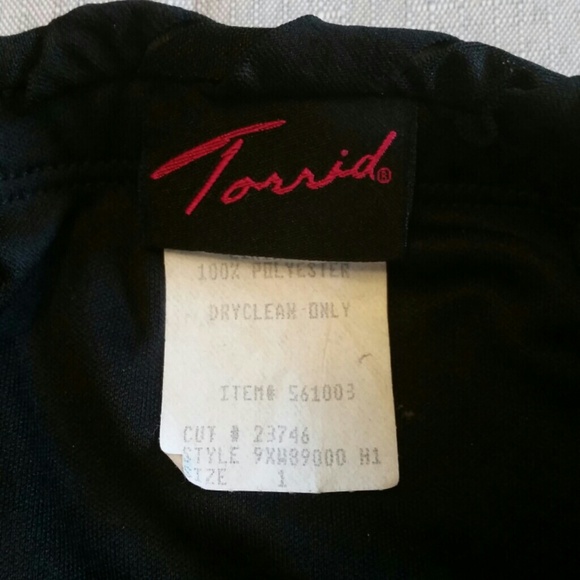 Torrid®
100% POLYESTER
DRYCLEAN ONLY
ITEM# 561003
CUT # 23746
STYLE 9XW89000 H1
SIZE 1